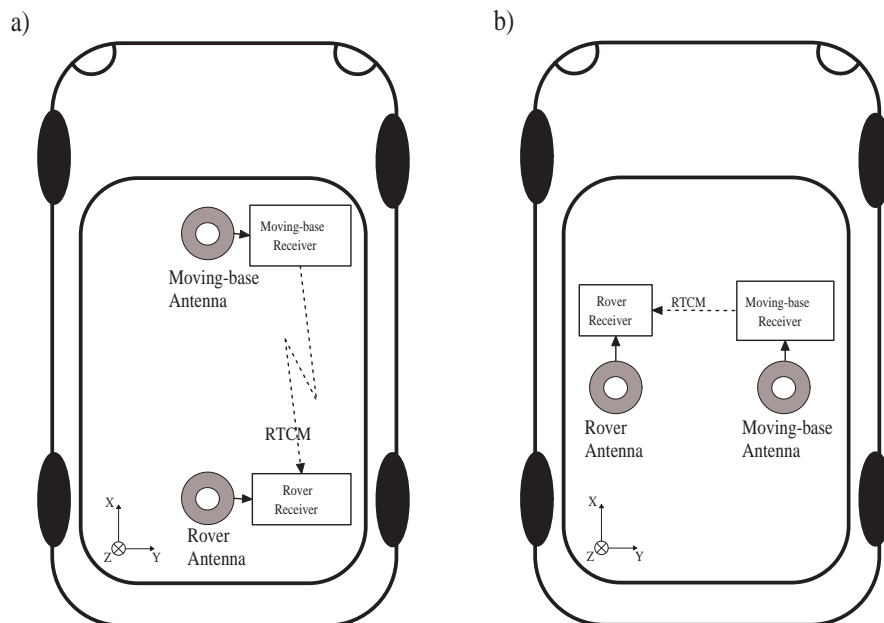 a)
Moving-base
Receiver
Moving-base
Antenna
RTCM
Rover
Receiver
Rover
Antenna
X
Z
Y
b)
Rover
Receiver
RTCM
Moving-base
Receiver
Rover
Antenna
Moving-base
Antenna
X
Z
Y